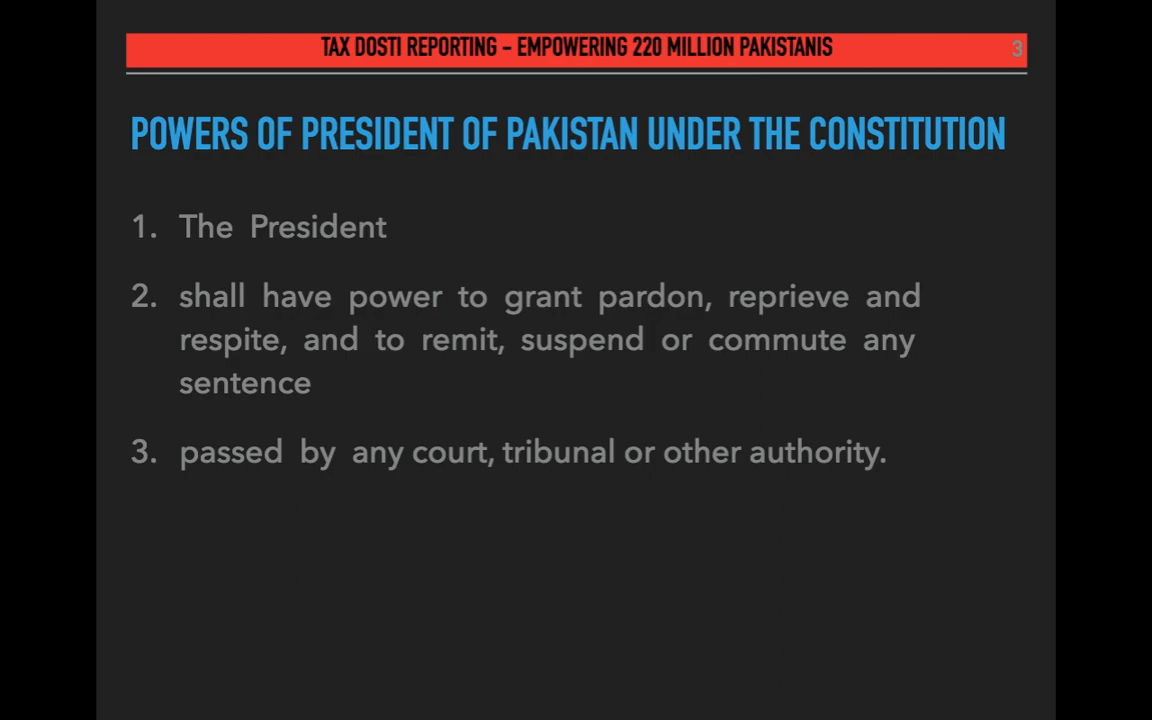 TAX DOSTI REPORTING – EMPOWERING 220 MILLION PAKISTANIS 3
POWERS OF PRESIDENT OF PAKISTAN UNDER THE CONSTITUTION
1. The President
2. shall have power to grant pardon, reprieve and
respite, and to remit, suspend or commute any
sentence
3. passed by any court, tribunal or other authority.